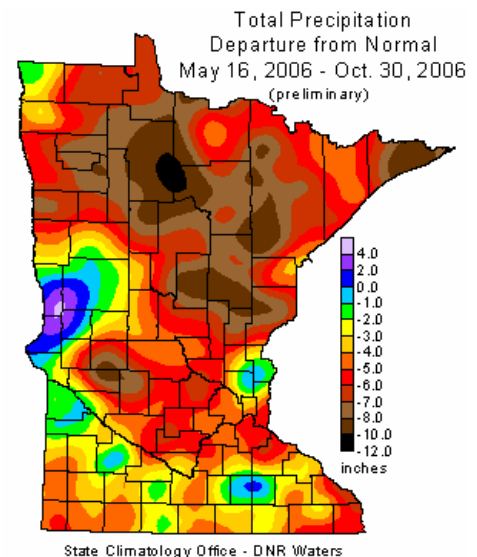 Total Precipitation
Departure from Normal
May 16, 2006 - Oct. 30, 2006
(preliminary)
4.0
2.0
0.0
-1.0
-2.0
-3.0
-4.0
-5.0
-6.0
-7.0
-8.0
-10.0
-12.0
inches
State Climatology Office - DNR Waters